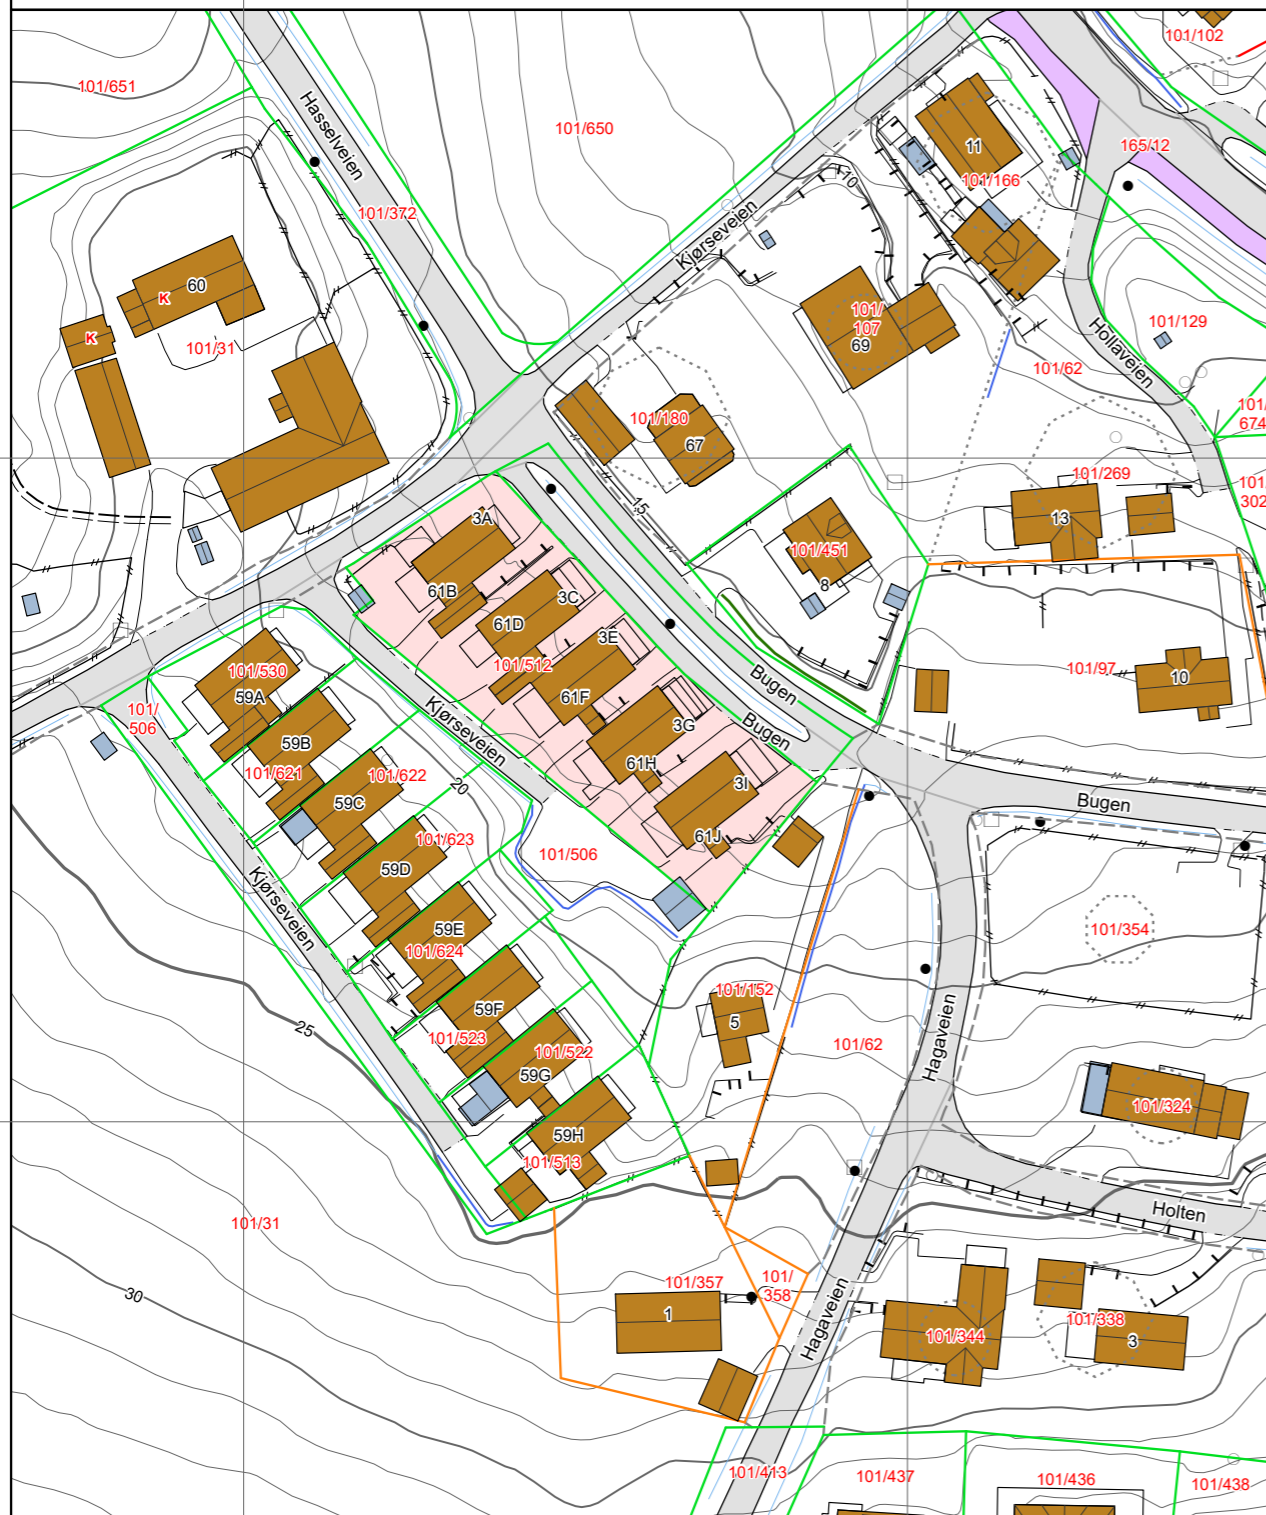 101/102
101/651
Hasselveien
101/650
165/12
11
101/166
10
101/372
Kjørseveien
60
K
K
101/31
101/
107
69
101/129
Hollaveien
101/62
101/180
67
101/
674
101/269
101/
302
15
3A
13
101/451
8
61B
3C
61D
3E
101/512
101/530
59A
61F
101/97
10
Bugen
3G
Bugen
101/
506
59B
Kjørseveien
61H
101/621
101/622
20
3I
59C
Bugen
61J
101/623
101/506
59D
Kjørseveien
101/354
59E
101/624
101/152
5
59F
25
101/523
101/522
59G
101/62
Hagaveien
101/324
59H
101/513
101/31
Holten
30
101/357
1
101/
358
Hagaveien
101/344
101/338
3
101/413
101/437
101/436
101/438